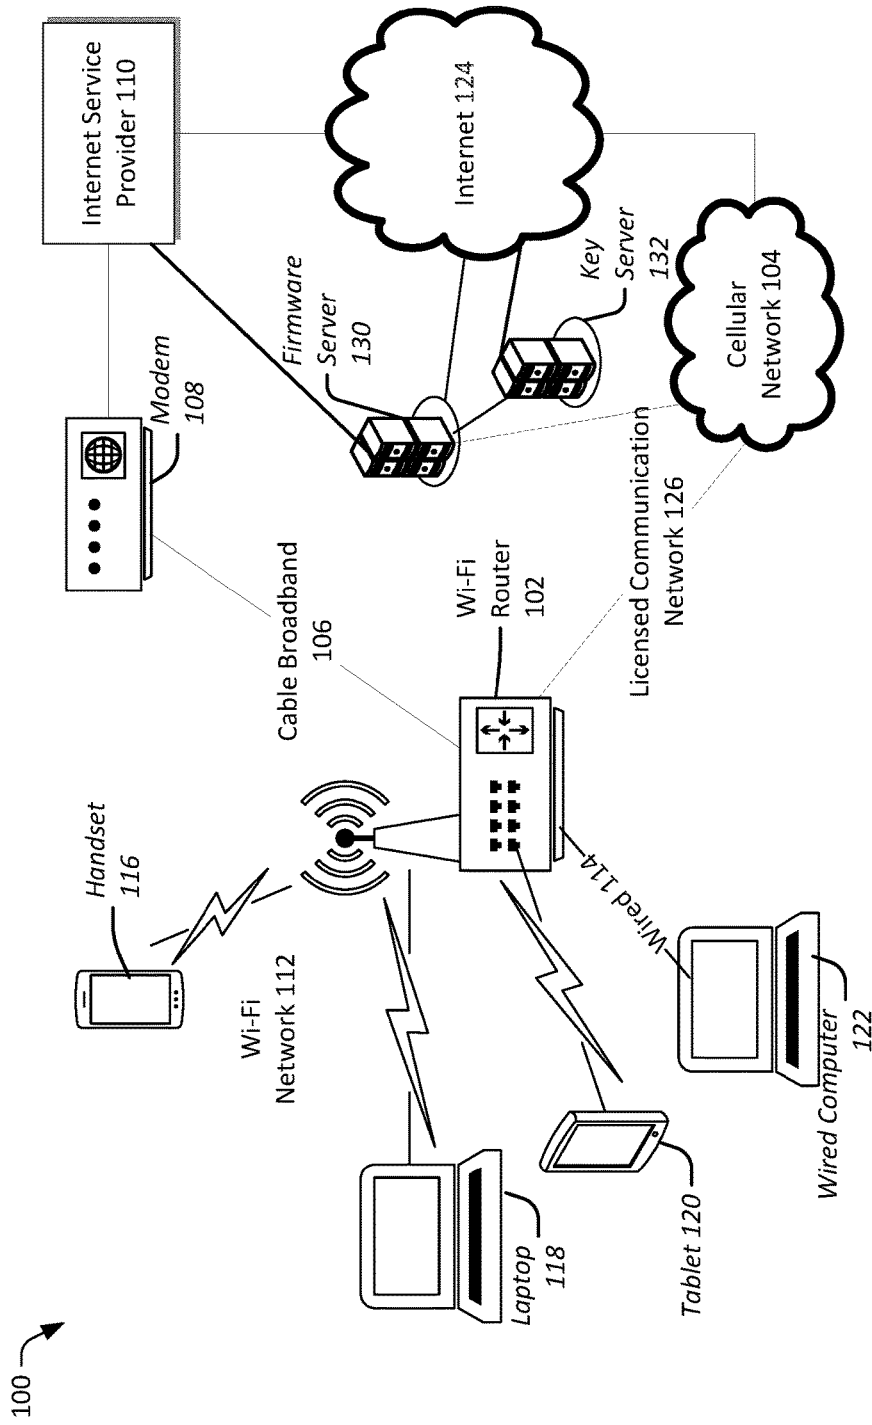 100
Handset
116
Wi-Fi
Network 112
Laptop
118
Tablet 120
Wired Computer
122
Wired 114
Wi-Fi
Router
102
Cable Broadband
106
Modem
108
Internet Service
Provider 110
Firmware
Server
130
Key
Server
132
Internet 124
Licensed Communication
Network 126
Cellular
Network 104